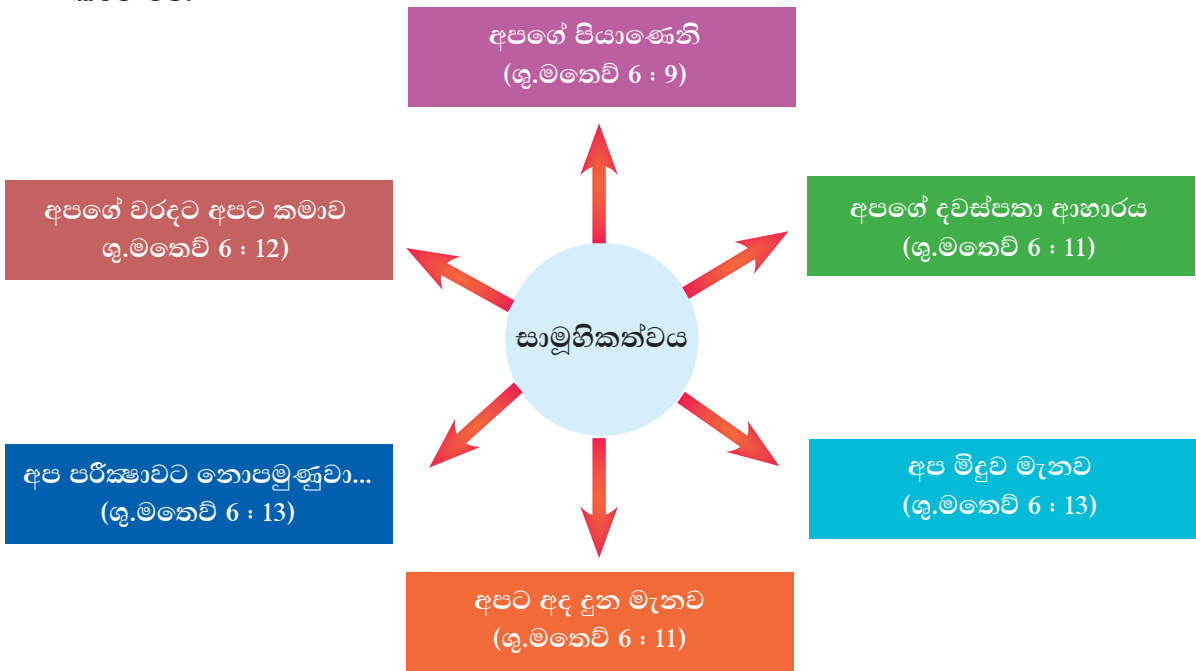 අපගේ පියාණෙනි
(ශු.මතෙව් 6 : 9)
අපගේ වරදට අපට කමාව
ශු.මතෙව් 6 : 12)
අපගේ දවස්පතා ආහාරය
(ශු.මතෙව් 6 : 11)
සාමූහිකත්වය
අප පරීක්‍ෂාවට නොපමුණුවා...
(ශු.මතෙව් 6 : 13)
අප මිදුව මැනව
(ශු.මතෙව් 6 : 13)
අපට අද දුන මැනව
(ශු.මතෙව් 6 : 11)